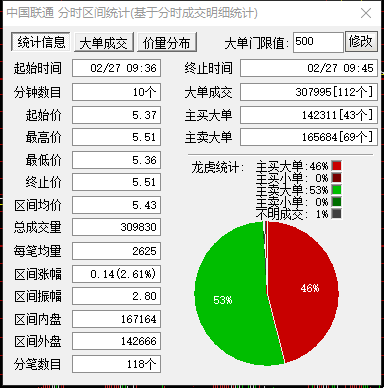 中国联通 分时区间统计(基于分时成交明细统计)
统计信息 大单成交 价量分布 大单门限值: 500 修改
起始时间 02/27 09:36 终止时间 02/27 09:45
分钟数目 10个 大单成交 307995[112个]
起始价 5.37 主买大单 142311[43个]
最高价 5.51 主卖大单 165684[69个]
最低价 5.36
终止价 5.51
区间均价 5.43
总成交量 309830
每笔均量 2625
区间涨幅 0.14(2.61%)
区间振幅 2.80
区间内盘 167164
区间外盘 142666
分笔数目 118个
龙虎统计: 主买大单:46%
主买小单: 0%
主卖大单:53%
主卖小单: 0%
不明成交: 1%
53%
46%